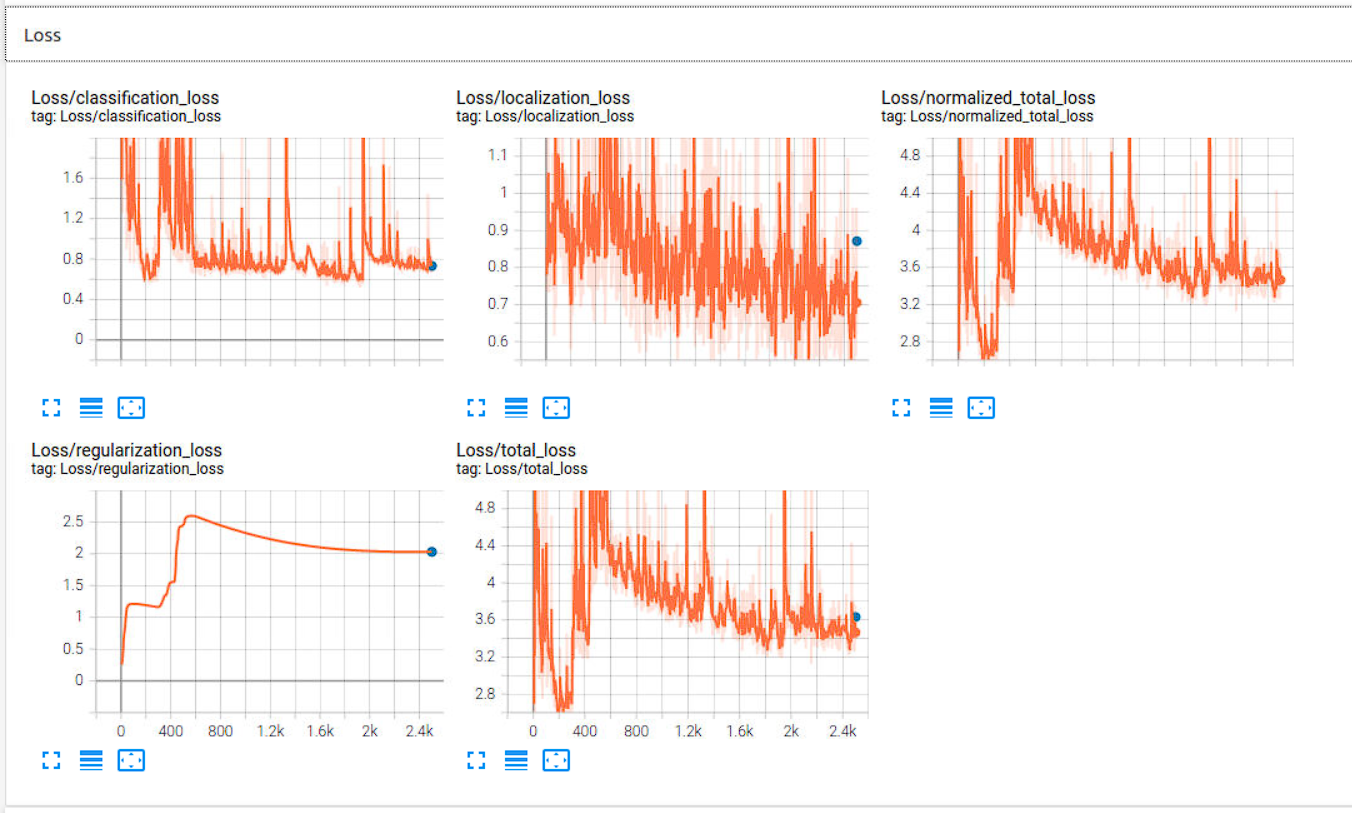 Loss
Loss/classification_loss
tag: Loss/classification_loss
1.6
1.2
0.8
0.4
0
Loss/localization_loss
tag: Loss/localization_loss
1.1
1
0.9
0.8
0.7
0.6
Loss/normalized_total_loss
tag: Loss/normalized_total_loss
4.8
4.4
4
3.6
3.2
2.8
Loss/regularization_loss
tag: Loss/regularization_loss
2.5
2
1.5
1
0.5
0
0 400 800 1.2k 1.6k 2k 2.4k
Loss/total_loss
tag: Loss/total_loss
4.8
4.4
4
3.6
3.2
2.8
0 400 800 1.2k 1.6k 2k 2.4k